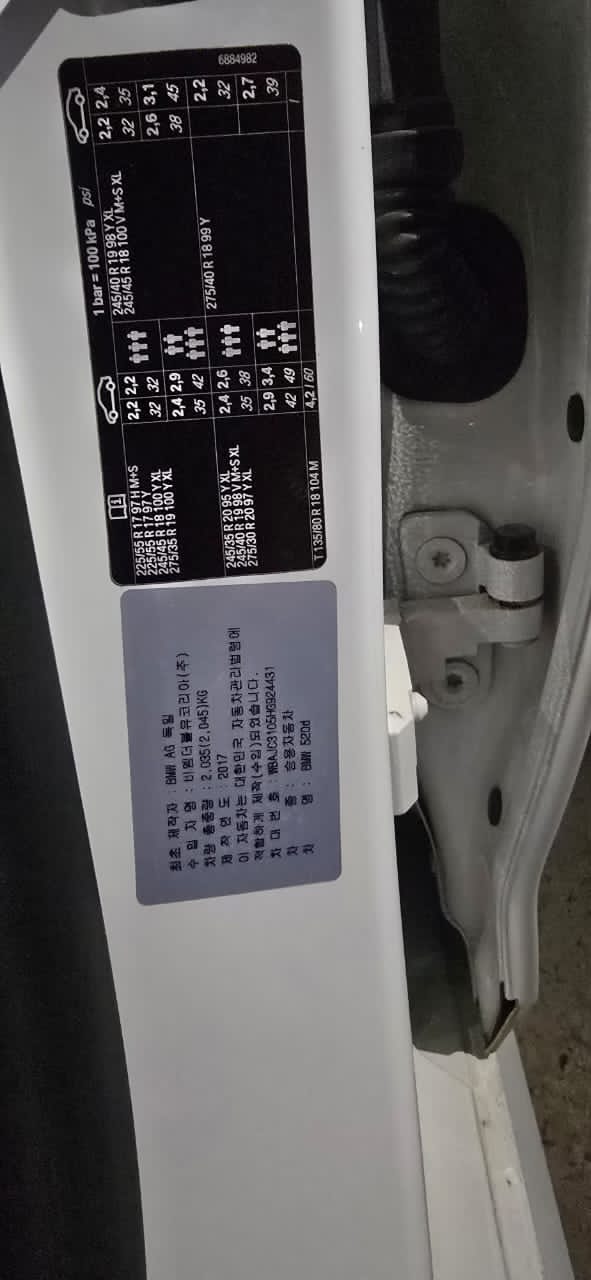 최초 제작자 : BMW AG 독일
수 입 자 명 : 비엠더블유코리아(주)
차량 총중량 : 2,035(2,045)KG
제 작 연 도 : 2017
이 자동차는 대한민국 자동차관리법령에
적합하게 제작(수입)되었습니다.
차 대 번 호 : WBAJC3105HG924431
차 종 : 승용자동차
차 명 : BMW 520d
1 bar = 100 kPa psi
225/55 R 17 97 H M+S
225/55 R 17 97 Y
245/45 R 18 100 Y XL
275/35 R 19 100 Y XL
2,2 2,2
32 32
2,4 2,9
35 42
245/40 R 19 98 Y XL
245/45 R 18 100 V M+S XL
2,2 2,4
32 35
2,6 3,1
38 45
245/35 R 20 95 Y XL
245/40 R 19 98 V M+S XL
275/30 R 20 97 Y XL
2,4 2,6
35 38
2,9 3,4
42 49
275/40 R 18 99 Y
2,2
32
2,7
39
T 135/80 R 18 104 M
4,2 / 60
/
6884982